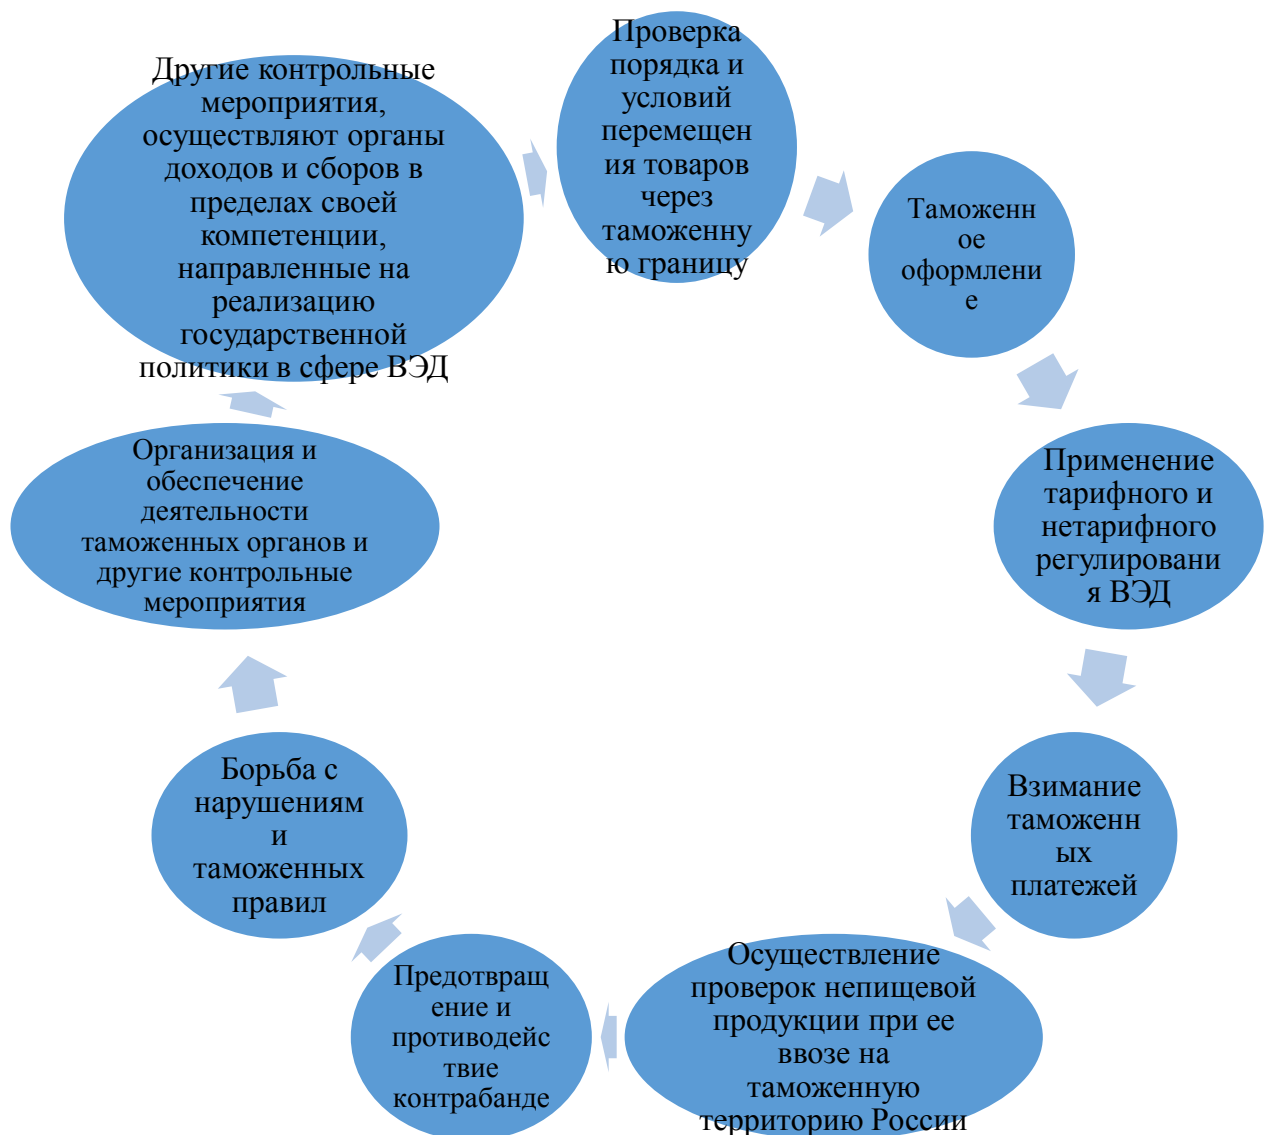 Другие контрольные
мероприятия,
осуществляют органы
доходов и сборов в
пределах своей
компетенции,
направленные на
реализацию
государственной
политики в сфере ВЭД
Проверка
порядка и
условий
перемещен
ия товаров
через
таможенну
ю границу
Таможенн
ое
оформлени
е
Применение
тарифного и
нетарифного
регулировани
я ВЭД
Взимание
таможенн
ых
платежей
Осуществление
проверок непищевой
продукции при ее
ввозе на
таможенную
территорию России
Предотвращ
ение и
противодейс
твие
контрабанде
Борьба с
нарушениям
и
таможенных
правил
Организация и
обеспечение
деятельности
таможенных органов и
другие контрольные
мероприятия